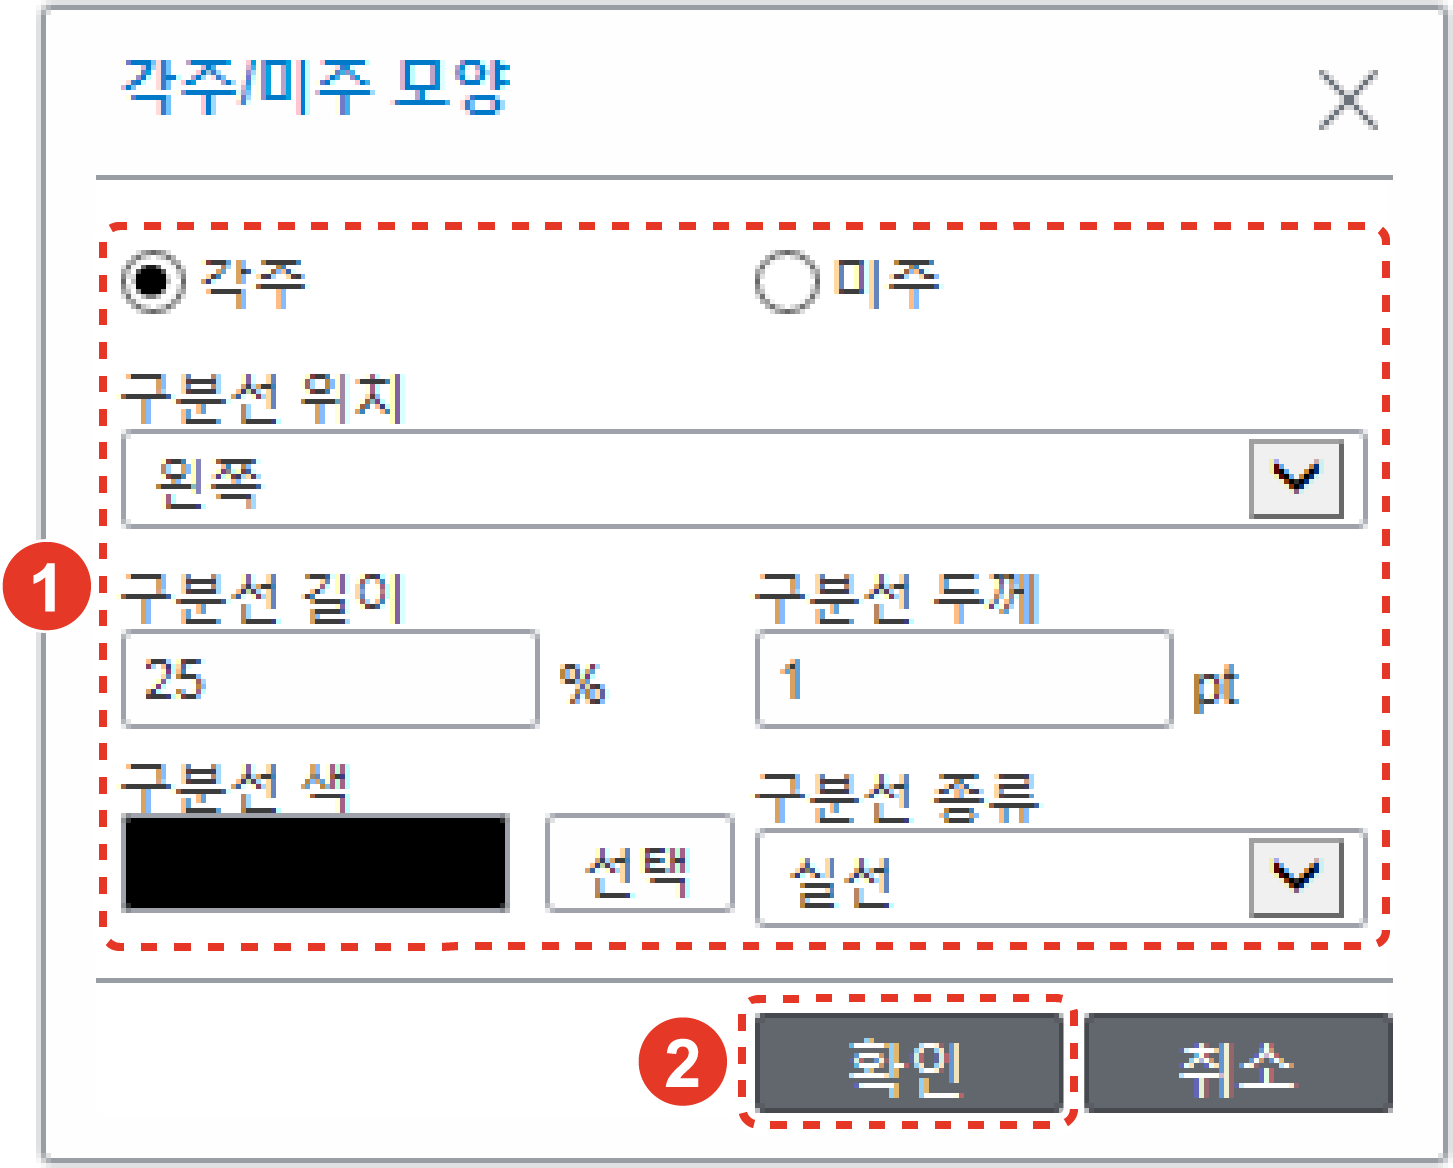 각주/미주 모양
각주 미주
구분선 위치
왼쪽
1
구분선 길이 구분선 두께
25 % 1 pt
구분선 색 구분선 종류
선택 실선
2 확인 취소